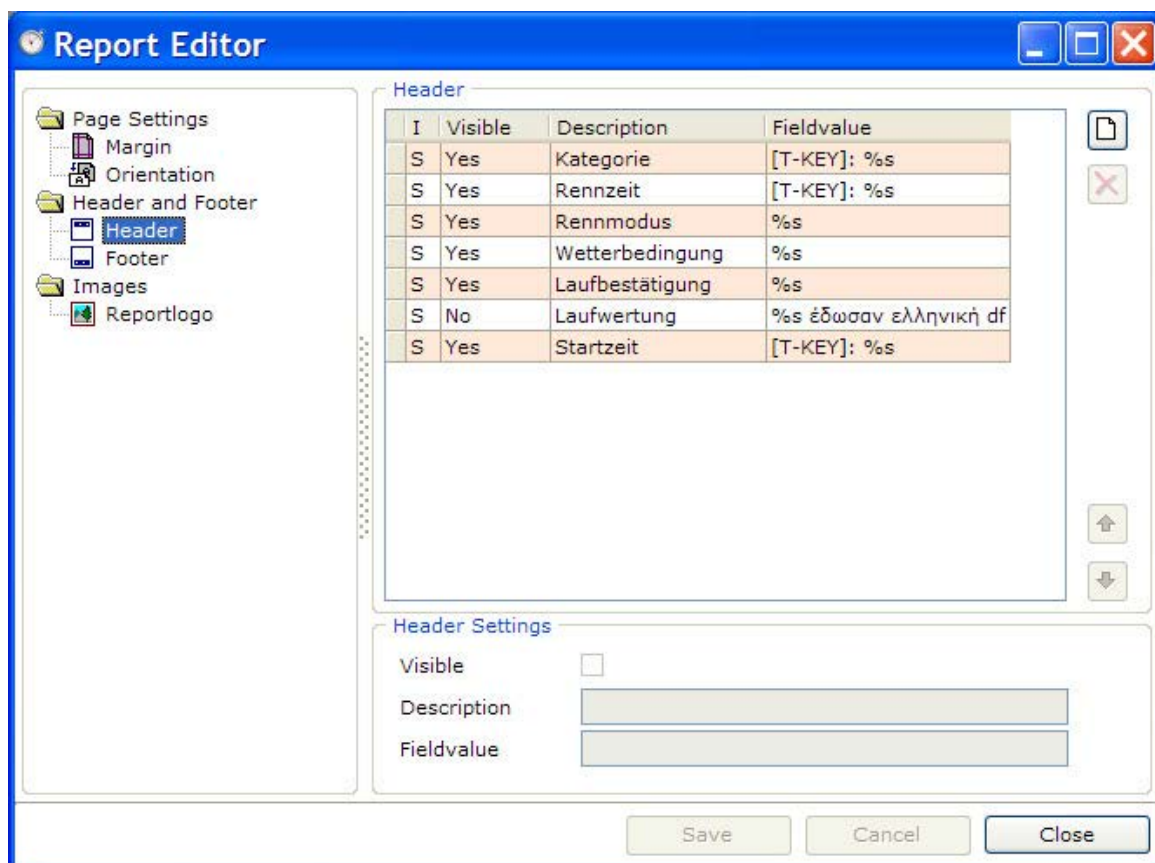 Report Editor
Page Settings
Margin
Orientation
Header and Footer
Header
Footer
Images
Reportlogo
Header
I Visible Description Fieldvalue
S Yes Kategorie [T-KEY]: %s
S Yes Rennzeit [T-KEY]: %s
S Yes Rennmodus %s
S Yes Wetterbedingung %s
S Yes Laufbestätigung %s
S No Laufwertung %s έδωσαν ελληνική df
S Yes Startzeit [T-KEY]: %s
Header Settings
Visible
Description
Fieldvalue
Save Cancel Close